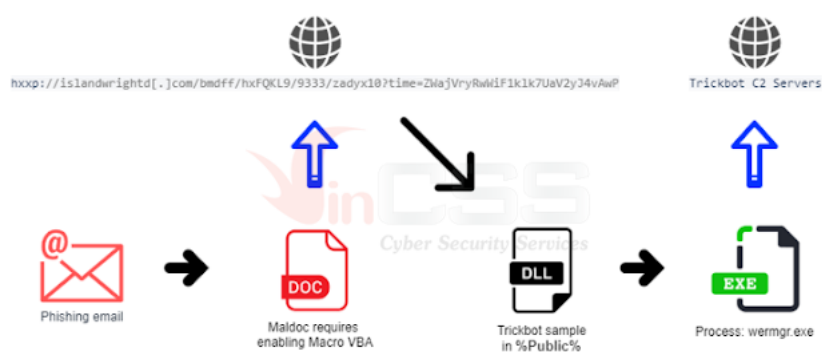 hxxp://islandwrightd[.]com/bmdff/hxFQKL9/9333/zadyx10?time=ZWajVryRwWiF1klk7UaV2yJ4vAwP
Trickbot C2 Servers
inCSS
Cyber Security Services
@
DOC
DLL
EXE
Phishing email
Maldoc requires
enabling Macro VBA
Trickbot sample
in %Public%
Process: wermgr.exe